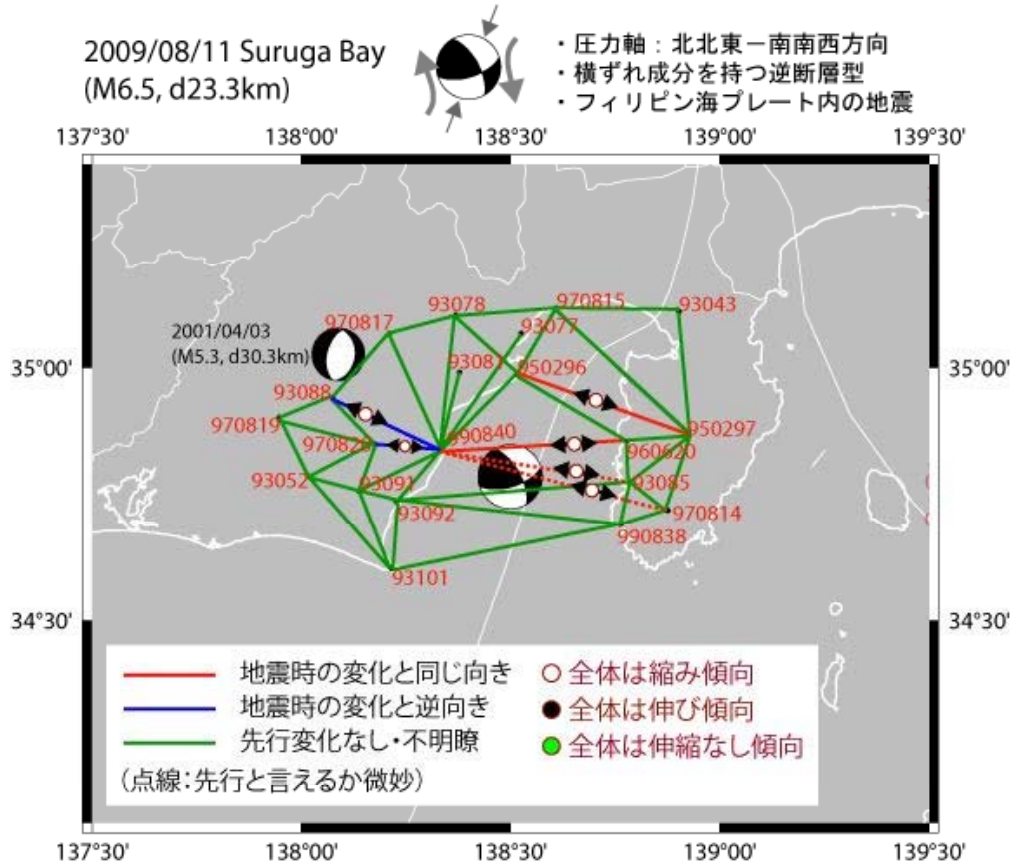 2009/08/11 Suruga Bay
(M6.5, d23.3km)
・圧力軸：北北東－南南西方向
・横ずれ成分を持つ逆断層型
・フィリピン海プレート内の地震
137°30' 138°00' 138°30' 139°00' 139°30'
93078
970815
93043
970817
93077
2001/04/03
(M5.3, d30.3km)
35°00' 35°00'
93081
950296
93088
970819
970820
990840
950297
960620
93052
93091
93085
93092
970814
990838
93101
34°30' 34°30'
地震時の変化と同じ向き
地震時の変化と逆向き
先行変化なし・不明瞭
（点線：先行と言えるか微妙）
全体は縮み傾向
全体は伸び傾向
全体は伸縮なし傾向
137°30' 138°00' 138°30' 139°00' 139°30'